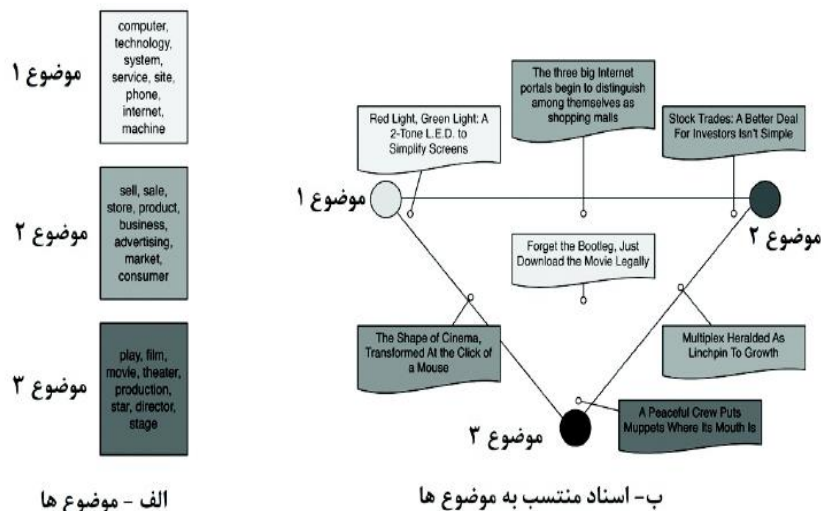 موضوع ۱
computer,
technology,
system,
service, site,
phone,
internet,
machine
موضوع ۲
sell, sale,
store, product,
business,
advertising,
market,
consumer
موضوع ۳
play, film,
movie, theater,
production,
star, director,
stage
الف - موضوع ها
Red Light, Green Light: A
2-Tone L.E.D. to
Simplify Screens
The three big Internet
portals begin to distinguish
among themselves as
shopping malls
Stock Trades: A Better Deal
For Investors Isn't Simple
موضوع ۱
موضوع ۲
Forget the Bootleg, Just
Download the Movie Legally
The Shape of Cinema,
Transformed At the Click of
a Mouse
Multiplex Heralded As
Linchpin To Growth
موضوع ۳
A Peaceful Crew Puts
Muppets Where Its Mouth Is
ب- اسناد منتسب به موضوع ها